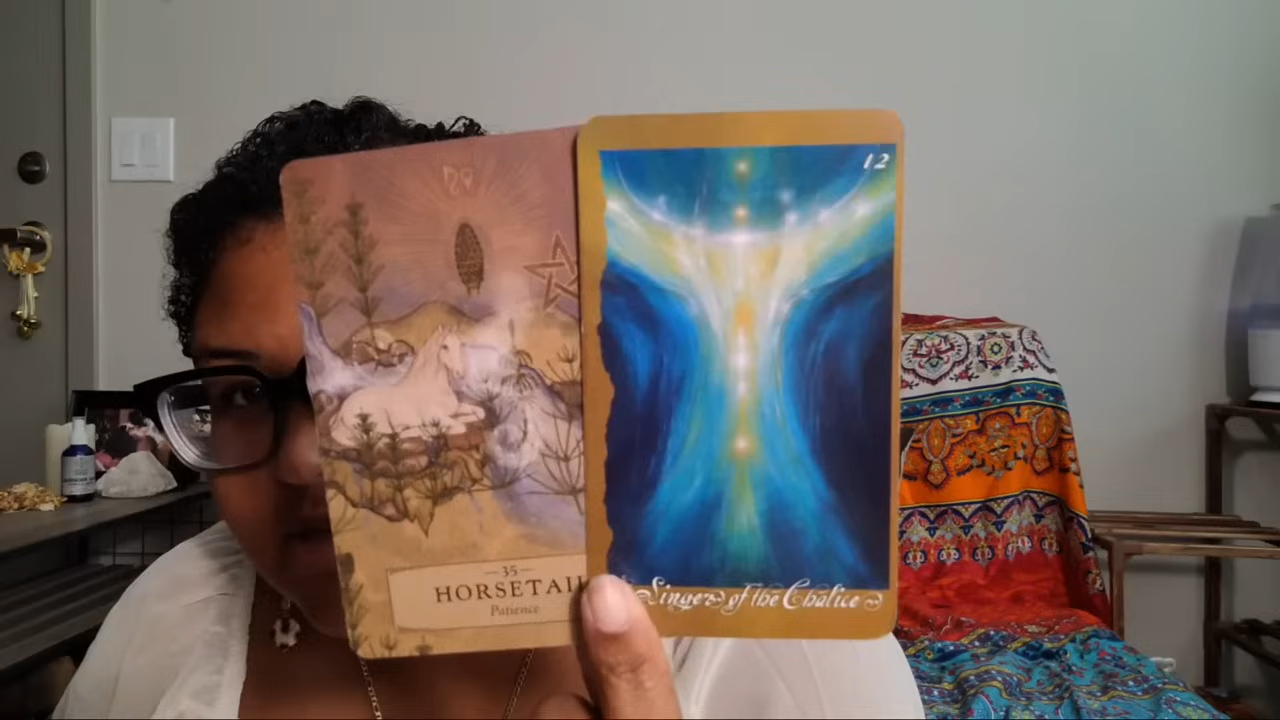 35
HORSETAIL
Patience
12
Singer of the Chalice